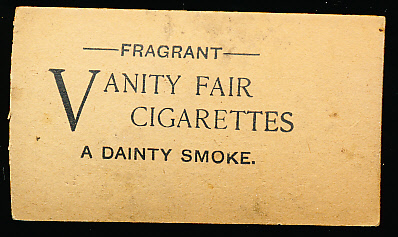 FRAGRANT
VANITY FAIR
CIGARETTES
A DAINTY SMOKE.